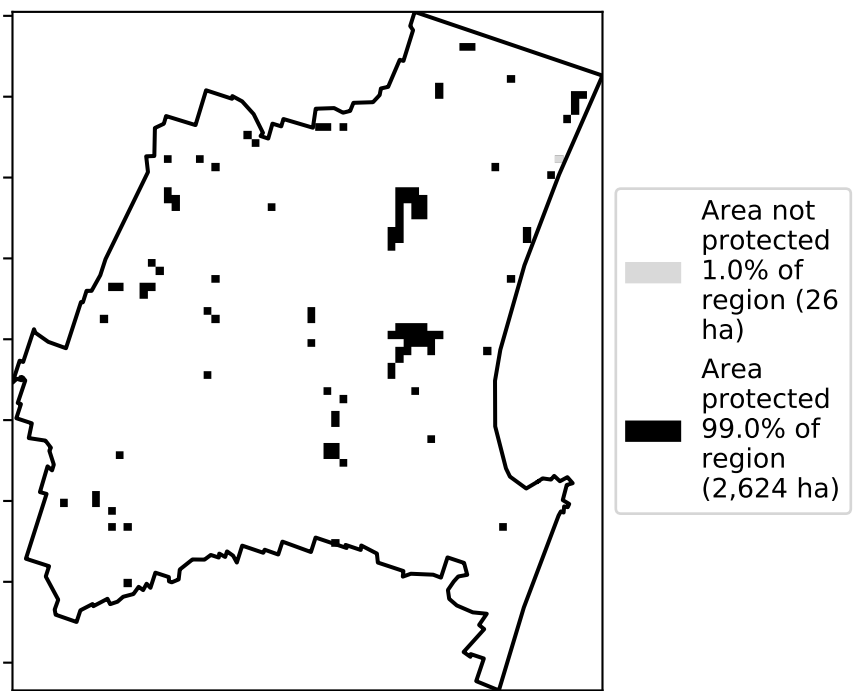 Area not
protected
1.0% of
region (26
ha)
Area
protected
99.0% of
region
(2,624 ha)